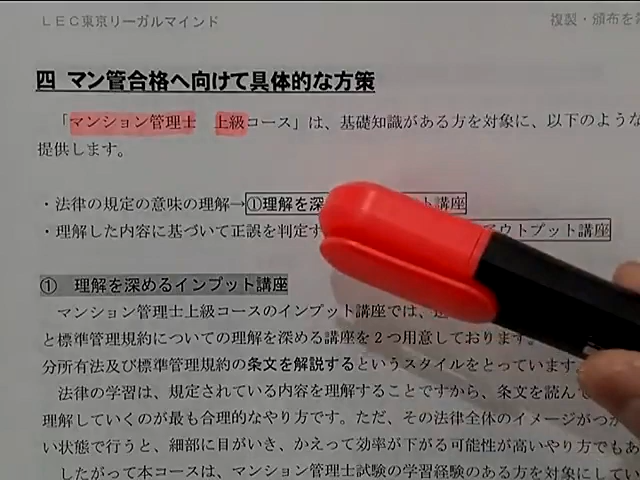 LEC東京リーガルマインド
複製・頒布を
四 マン管合格へ向けて具体的な方策
「マンション管理士 上級コース」は、基礎知識がある方を対象に、以下のような
提供します。
・法律の規定の意味の理解→①理解を深 ット講座
・理解した内容に基づいて正誤を判定す アウトプット講座
① 理解を深めるインプット講座
マンション管理士上級コースのインプット講座では、
と標準管理規約についての理解を深める講座を2つ用意しております。
分所有法及び標準管理規約の条文を解説するというスタイルをとっています
法律の学習は、規定されている内容を理解することですから、条文を読んで
理解していくのが最も合理的なやり方です。ただ、その法律全体のイメージがつか
い状態で行うと、細部に目がいき、かえって効率が下がる可能性が高いやり方でもあ
したがって本コースは、マンション管理士試験の学習経験のある方を対象にしてい